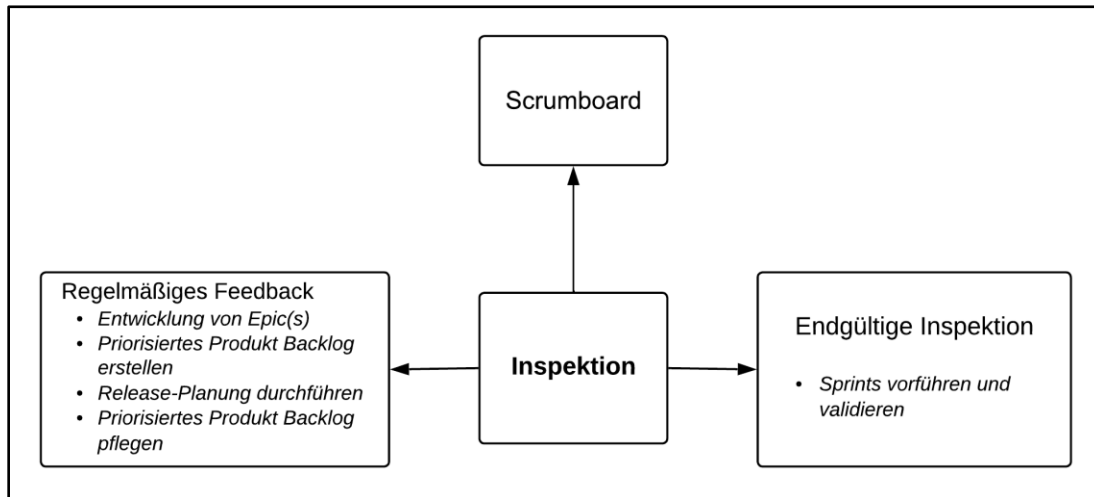 Scrumboard
Regelmäßiges Feedback
• Entwicklung von Epic(s)
• Priorisiertes Produkt Backlog
erstellen
• Release-Planung durchführen
• Priorisiertes Produkt Backlog
pflegen
Inspektion
Endgültige Inspektion
• Sprints vorführen und
validieren